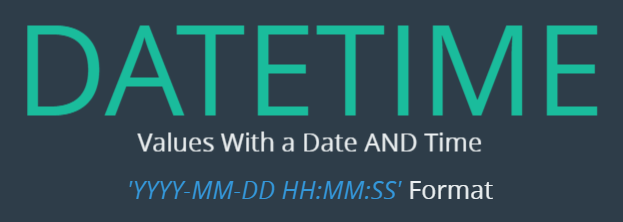 DATETIME
Values With a Date AND Time
'YYYY-MM-DD HH:MM:SS' Format